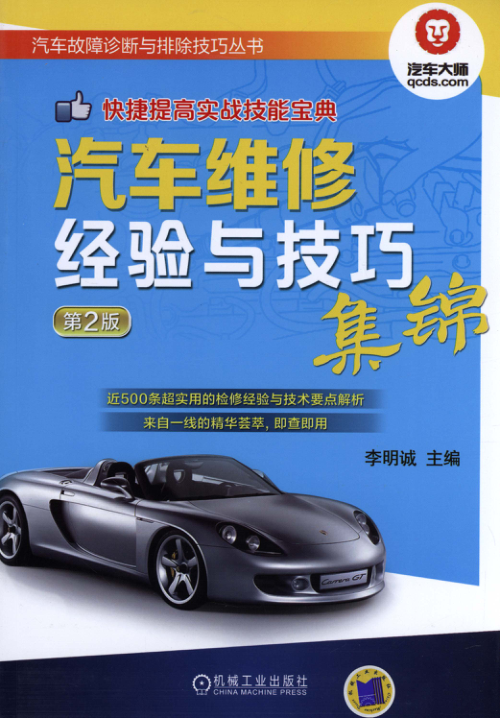 汽车故障诊断与排除技巧丛书
汽车大师
qcds.com
快捷提高实战技能宝典
汽车维修
经验与技巧
集锦
第2版
近500条超实用的检修经验与技术要点解析
来自一线的精华荟萃，即查即用
李明诚 主编
Carrera GT
机械工业出版社
CHINA MACHINE PRESS